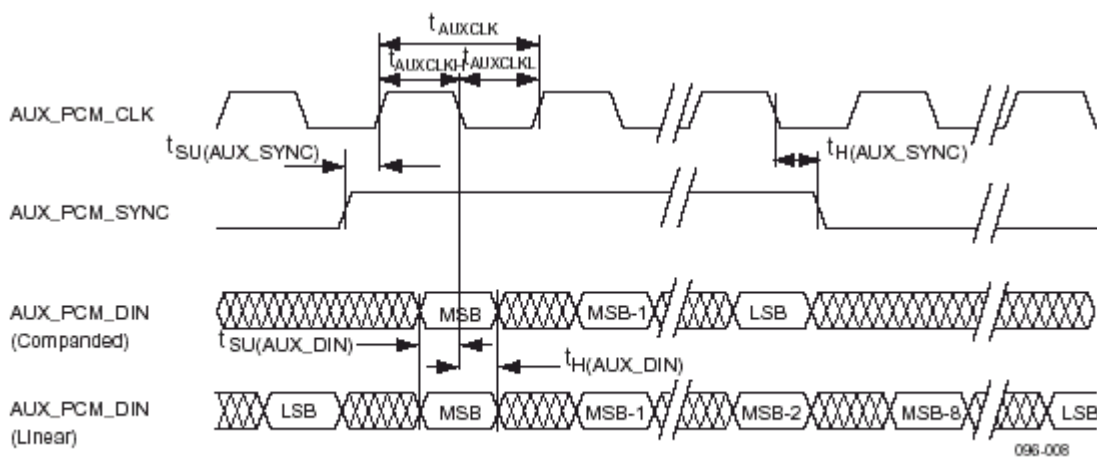 tAUXCLK
tAUXCLKH tAUXCLKL
AUX_PCM_CLK
tSU(AUX_SYNC)
tH(AUX_SYNC)
AUX_PCM_SYNC
AUX_PCM_DIN
(Companded)
MSB MSB-1 LSB
tSU(AUX_DIN)
tH(AUX_DIN)
AUX_PCM_DIN
(Linear)
LSB MSB MSB-1 MSB-2 MSB-8 LSB
096-008